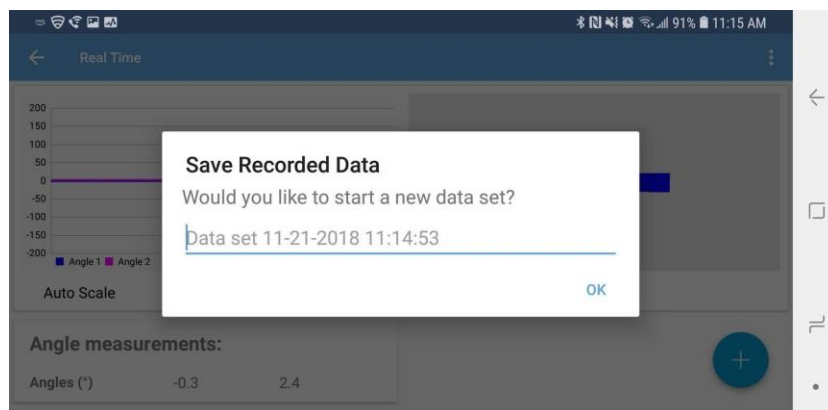 91% 11:15 AM
Real Time
200
150
100
50
0
-50
-100
-150
-200
Angle 1 Angle 2
Auto Scale
Save Recorded Data
Would you like to start a new data set?
Data set 11-21-2018 11:14:53
OK
Angle measurements:
Angles (°) -0.3 2.4